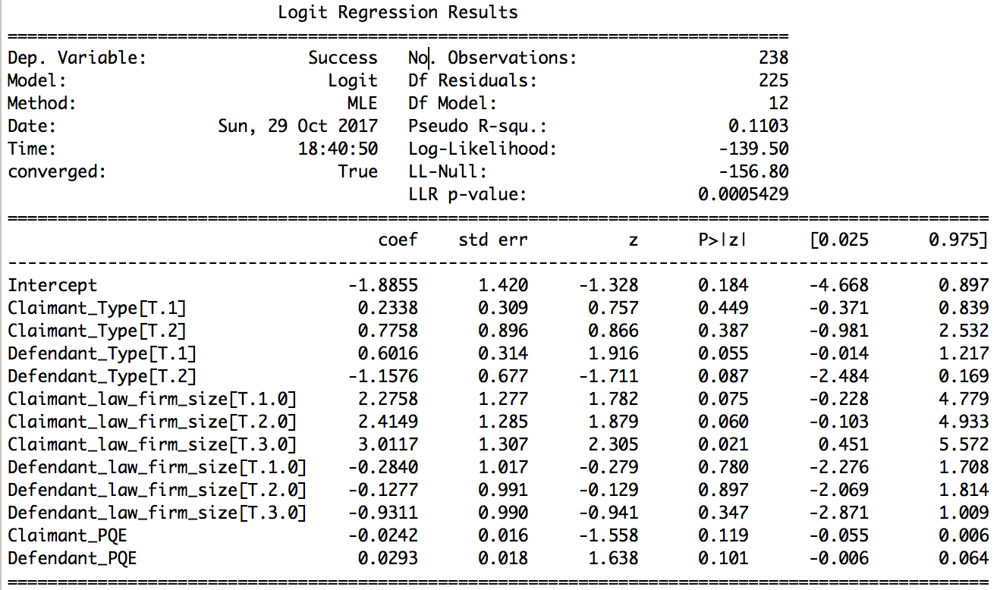 Logit Regression Results
==============================================================================
Dep. Variable: Success No. Observations: 238
Model: Logit Df Residuals: 225
Method: MLE Df Model: 12
Date: Sun, 29 Oct 2017 Pseudo R-squ.: 0.1103
Time: 18:40:50 Log-Likelihood: -139.50
converged: True LL-Null: -156.80
LLR p-value: 0.0005429
==================================================================================================
coef std err z P>|z| [0.025 0.975]
--------------------------------------------------------------------------------------------------
Intercept -1.8855 1.420 -1.328 0.184 -4.668 0.897
Claimant_Type[T.1] 0.2338 0.309 0.757 0.449 -0.371 0.839
Claimant_Type[T.2] 0.7758 0.896 0.866 0.387 -0.981 2.532
Defendant_Type[T.1] 0.6016 0.314 1.916 0.055 -0.014 1.217
Defendant_Type[T.2] -1.1576 0.677 -1.711 0.087 -2.484 0.169
Claimant_law_firm_size[T.1.0] 2.2758 1.277 1.782 0.075 -0.228 4.779
Claimant_law_firm_size[T.2.0] 2.4149 1.285 1.879 0.060 -0.103 4.933
Claimant_law_firm_size[T.3.0] 3.0117 1.307 2.305 0.021 0.451 5.572
Defendant_law_firm_size[T.1.0] -0.2840 1.017 -0.279 0.780 -2.276 1.708
Defendant_law_firm_size[T.2.0] -0.1277 0.991 -0.129 0.897 -2.069 1.814
Defendant_law_firm_size[T.3.0] -0.9311 0.990 -0.941 0.347 -2.871 1.009
Claimant_PQE -0.0242 0.016 -1.558 0.119 -0.055 0.006
Defendant_PQE 0.0293 0.018 1.638 0.101 -0.006 0.064
==================================================================================================